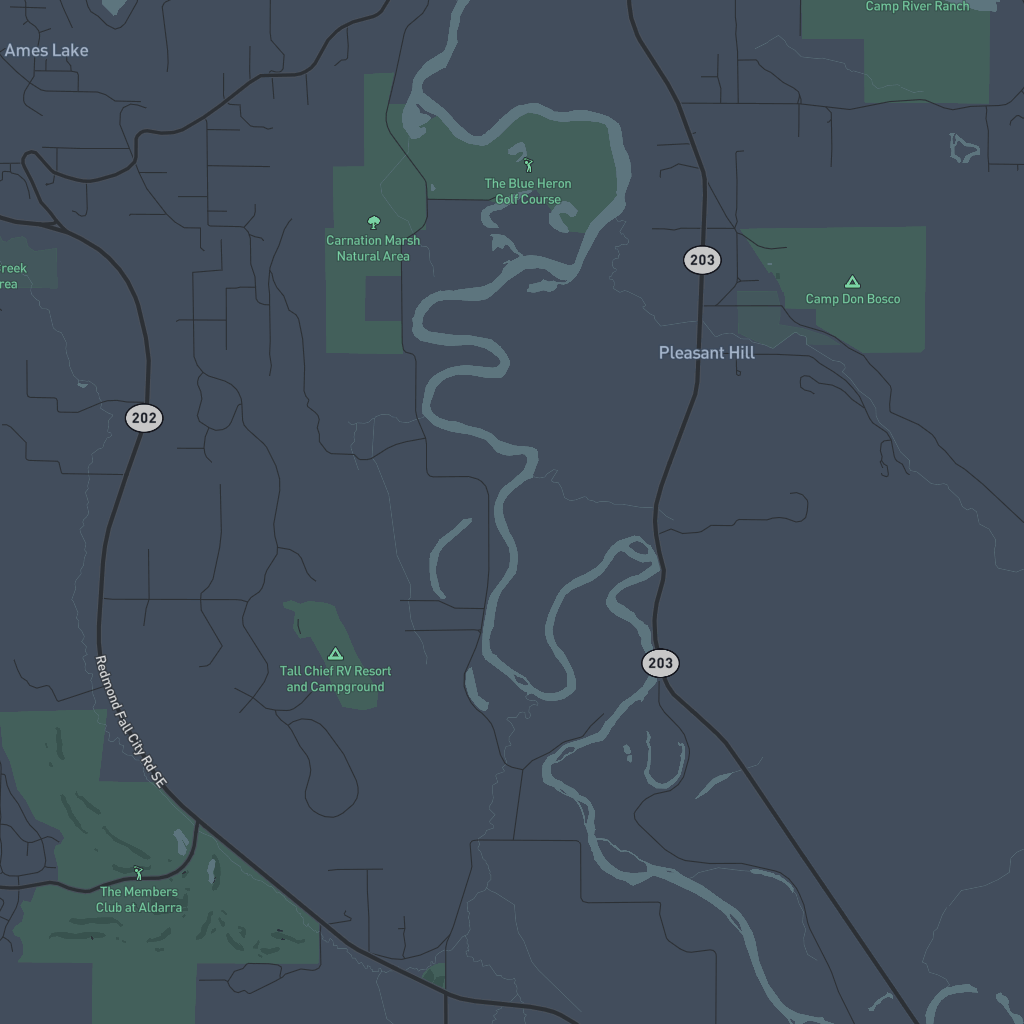 Camp River Ranch
Ames Lake
The Blue Heron
Golf Course
Carnation Marsh
Natural Area
203
reek
rea
Camp Don Bosco
Pleasant Hill
202
203
Tall Chief RV Resort
and Campground
Redmond Fall City Rd SE
The Members
Club at Aldarra